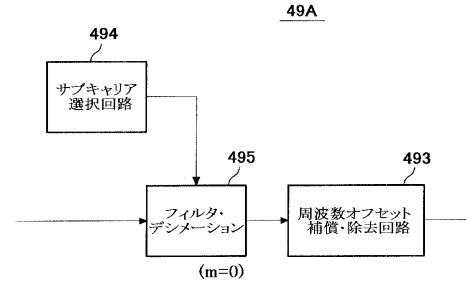 49A
494
サブキャリア
選択回路
495
フィルタ・
デシメーション
(m=0)
493
周波数オフセット
補償・除去回路